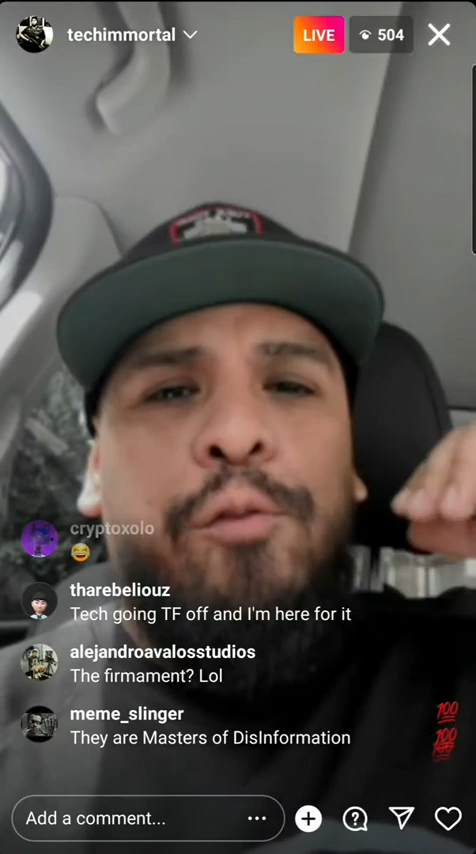 techimmortal
LIVE
504
cryptoxolo
😂
tharebeliouz
Tech going TF off and I'm here for it
alejandroavalosstudios
The firmament? Lol
meme_slinger
They are Masters of DisInformation
💯
💯
Add a comment...